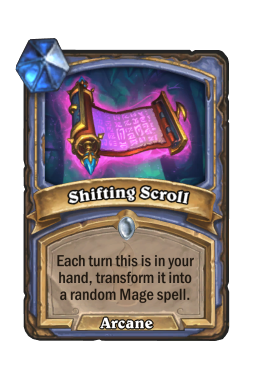 Shifting Scroll
Each turn this is in your
hand, transform it into
a random Mage spell.
Arcane